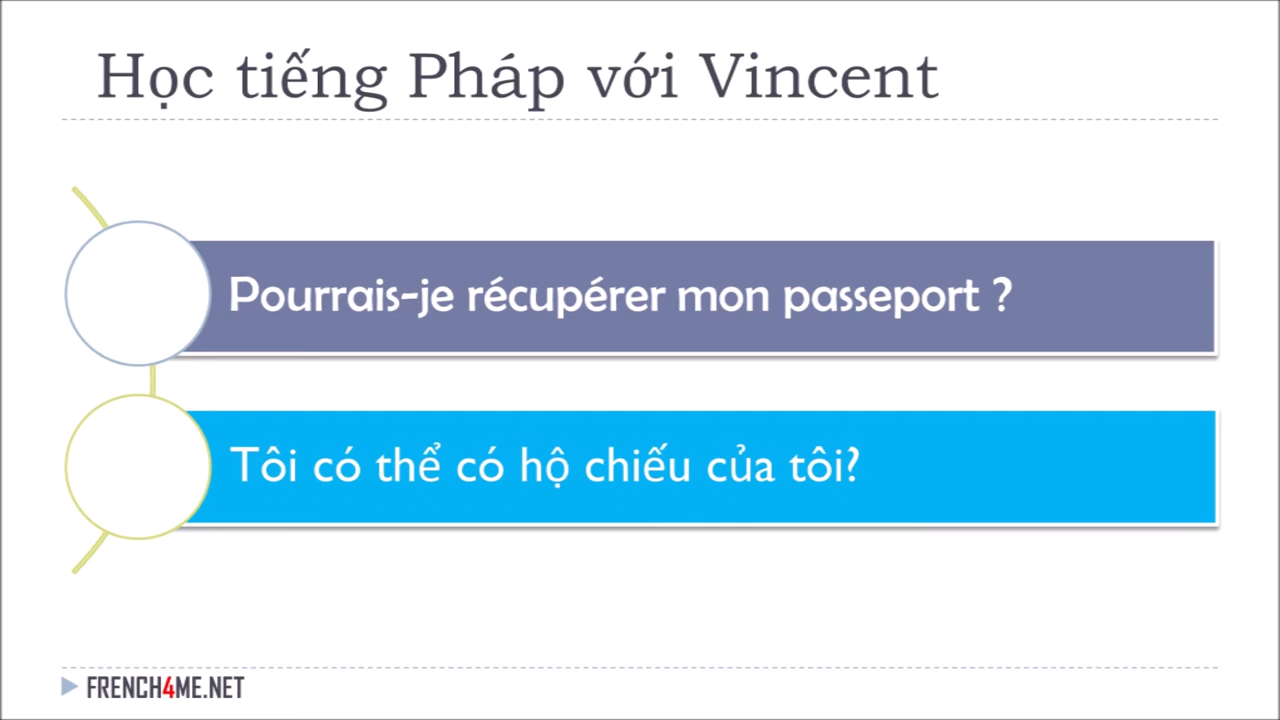 Học tiếng Pháp với Vincent
Pourrais-je récupérer mon passeport ?
Tôi có thể có hộ chiếu của tôi?
FRENCH4ME.NET